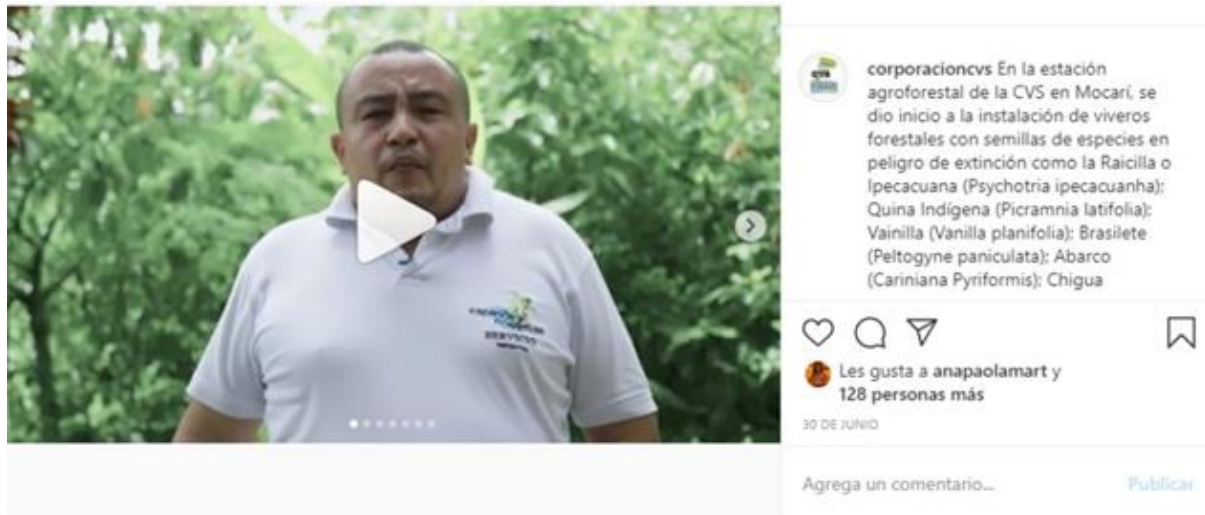 corporacioncvs En la estación
agroforestal de la CVS en Mocarí, se
dio inicio a la instalación de viveros
forestales con semillas de especies en
peligro de extinción como la Raicilla o
Ipecacuana (Psychotria ipecacuanha);
Quina Indígena (Picramnia latifolia);
Vainilla (Vanilla planifolia); Brasilete
(Peltogyne paniculata); Abarco
(Cariniana Pyriformis); Chigua
Les gusta a anapaolamart y
128 personas más
30 DE JUNIO
Agrega un comentario...
Publicar